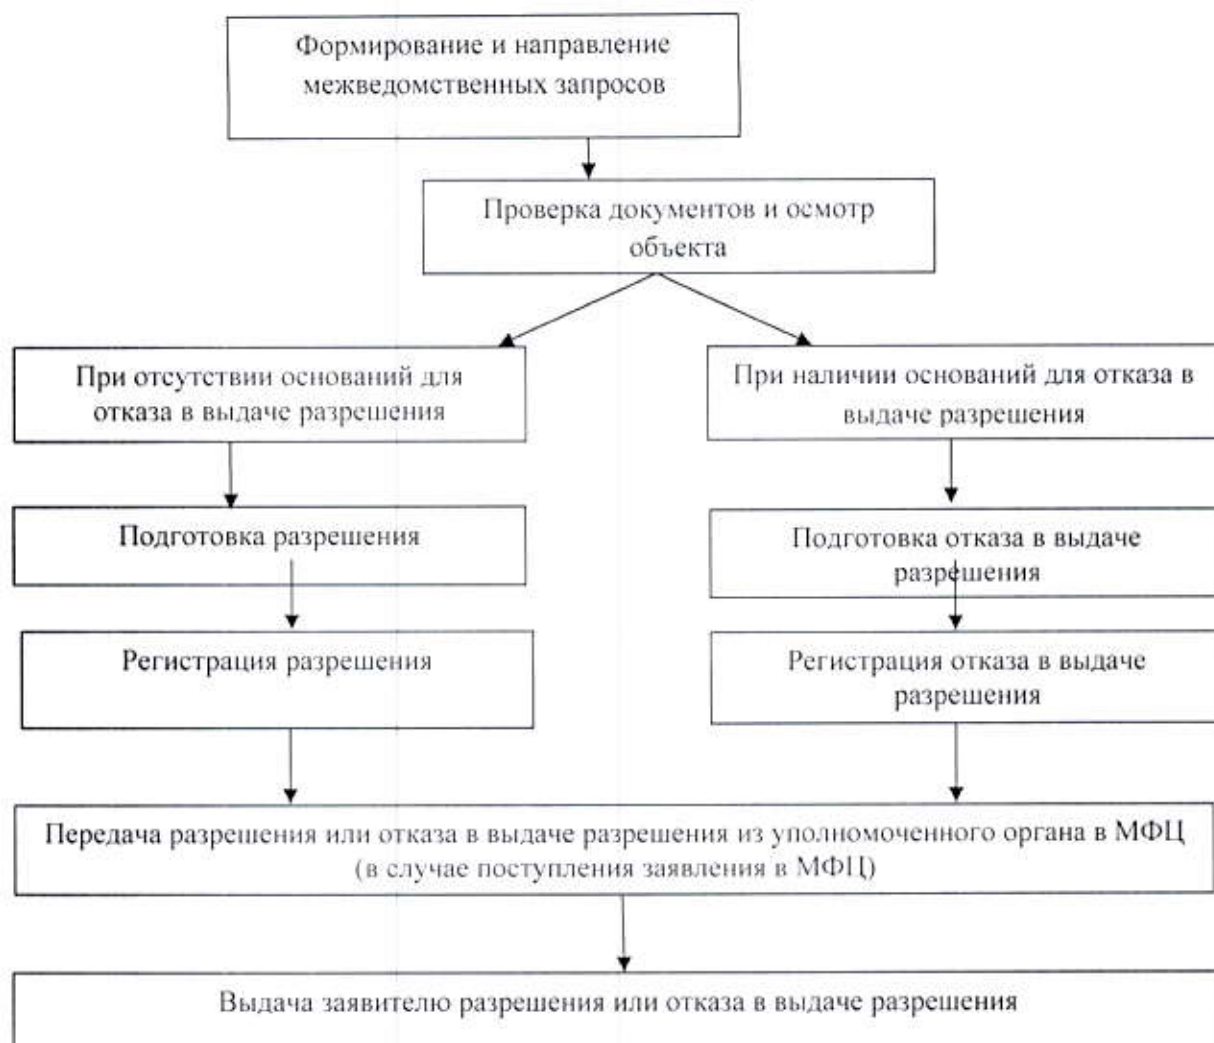 Формирование и направление
межведомственных запросов
Проверка документов и осмотр
объекта
При отсутствии оснований для
отказа в выдаче разрешения
При наличии оснований для отказа в
выдаче разрешения
Подготовка разрешения
Подготовка отказа в выдаче
разрешения
Регистрация разрешения
Регистрация отказа в выдаче
разрешения
Передача разрешения или отказа в выдаче разрешения из уполномоченного органа в МФЦ
(в случае поступления заявления в МФЦ)
Выдача заявителю разрешения или отказа в выдаче разрешения